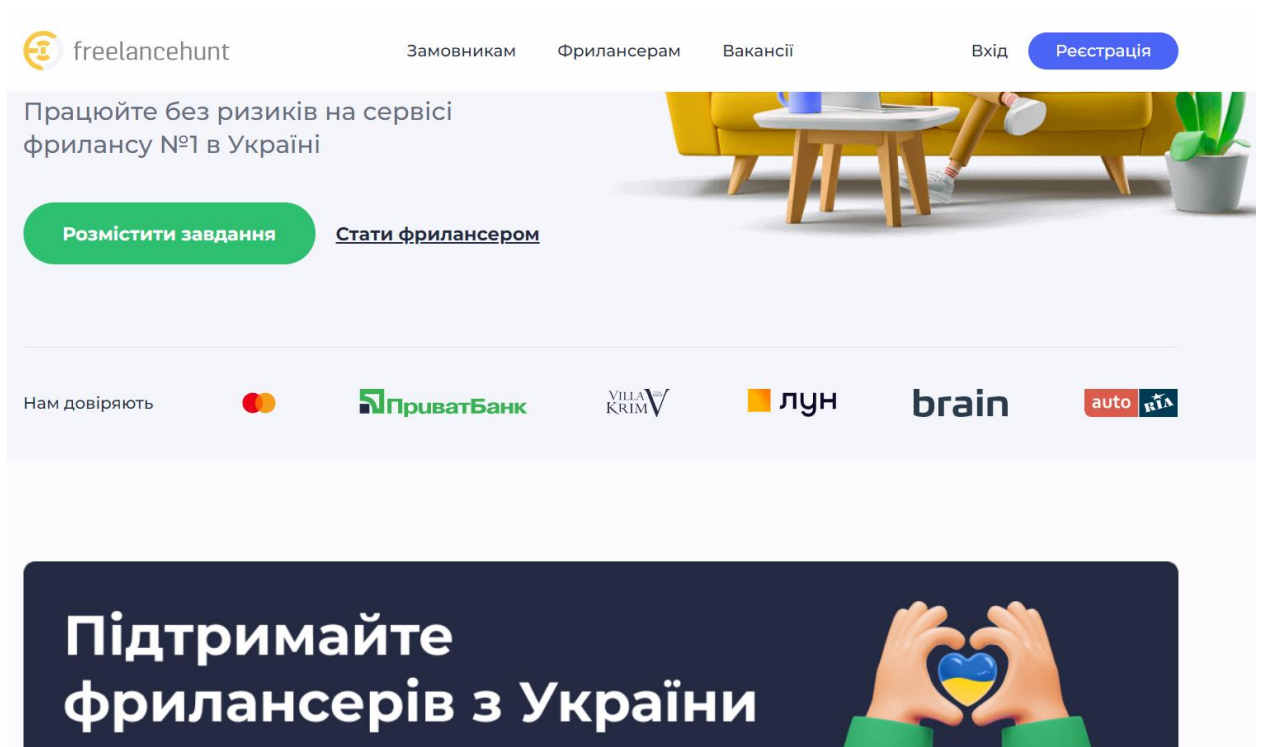 freelancehunt
Замовникам Фрилансерам Вакансії Вхід Реєстрація
Працюйте без ризиків на сервісі
фрилансу №1 в Україні
Розмістити завдання Стати фрилансером
Нам довіряють
ПриватБанк
VILLA
KRIM V
лун
brain
auto RIA
Підтримайте
фрилансерів з України